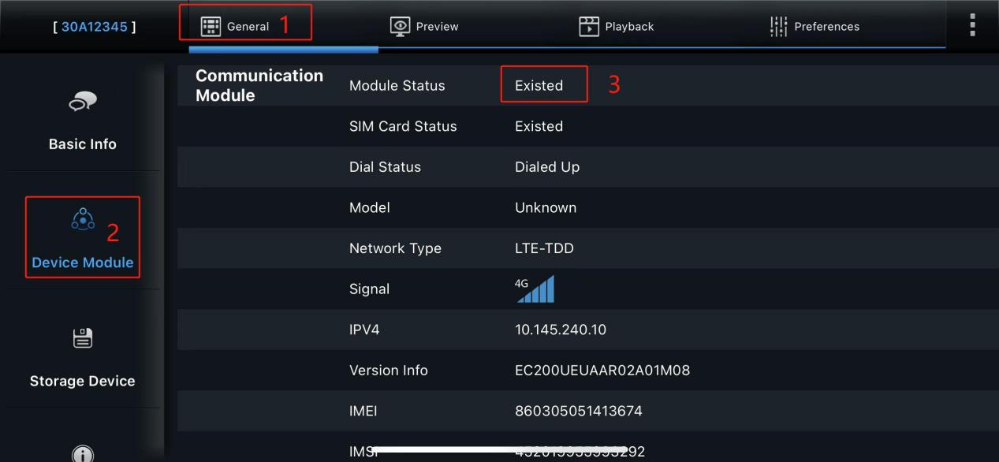 [ 30A12345 ]
General 1
Preview
Playback
Preferences
Communication
Module
Module Status Existed 3
SIM Card Status Existed
Dial Status Dialed Up
Model Unknown
Network Type LTE-TDD
Signal 4G
IPV4 10.145.240.10
Version Info EC200UEUAAR02A01M08
IMEI 860305051413674
IMSI
Basic Info
2
Device Module
Storage Device